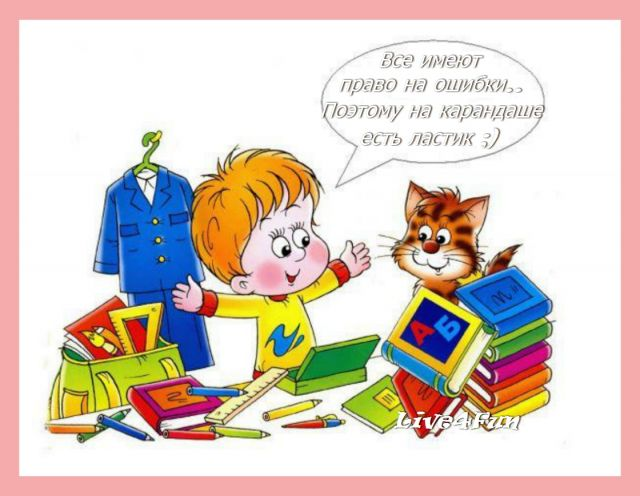 Все имеют
право на ошибки,.
Поэтому на карандаше
есть ластик ;)
А Б
Live4fun